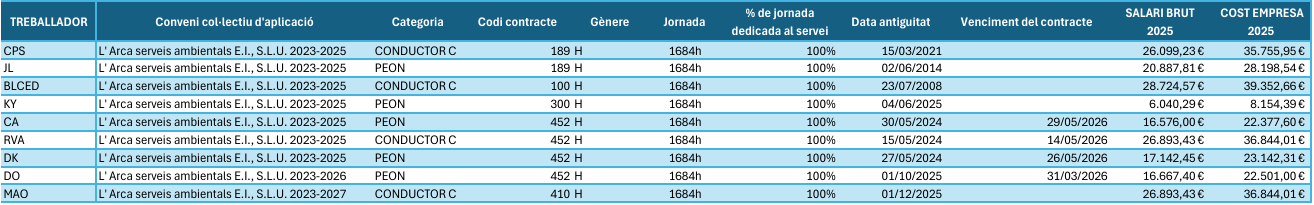 TREBALLADOR Conveni col·lectiu d'aplicació Categoria Codi contracte Gènere Jornada % de jornada dedicada al servei Data antiguitat Venciment del contracte SALARI BRUT 2025 COST EMPRESA 2025
CPS L' Arca serveis ambientals E.I., S.L.U. 2023-2025 CONDUCTOR C 189 H 1684h 100% 15/03/2021 26.099,23 € 35.755,95 €
JL L' Arca serveis ambientals E.I., S.L.U. 2023-2025 PEON 189 H 1684h 100% 02/06/2014 20.887,81 € 28.198,54 €
BLCED L' Arca serveis ambientals E.I., S.L.U. 2023-2025 CONDUCTOR C 100 H 1684h 100% 23/07/2008 28.724,57 € 39.352,66 €
KY L' Arca serveis ambientals E.I., S.L.U. 2023-2025 PEON 300 H 1684h 100% 04/06/2025 6.040,29 € 8.154,39 €
CA L' Arca serveis ambientals E.I., S.L.U. 2023-2025 PEON 452 H 1684h 100% 30/05/2024 29/05/2026 16.576,00 € 22.377,60 €
RVA L' Arca serveis ambientals E.I., S.L.U. 2023-2025 CONDUCTOR C 452 H 1684h 100% 15/05/2024 14/05/2026 26.893,43 € 36.844,01 €
DK L' Arca serveis ambientals E.I., S.L.U. 2023-2025 PEON 452 H 1684h 100% 27/05/2024 26/05/2026 17.142,45 € 23.142,31 €
DO L' Arca serveis ambientals E.I., S.L.U. 2023-2026 PEON 452 H 1684h 100% 01/10/2025 31/03/2026 16.667,40 € 22.501,00 €
MAO L' Arca serveis ambientals E.I., S.L.U. 2023-2027 CONDUCTOR C 410 H 1684h 100% 01/12/2025 26.893,43 € 36.844,01 €